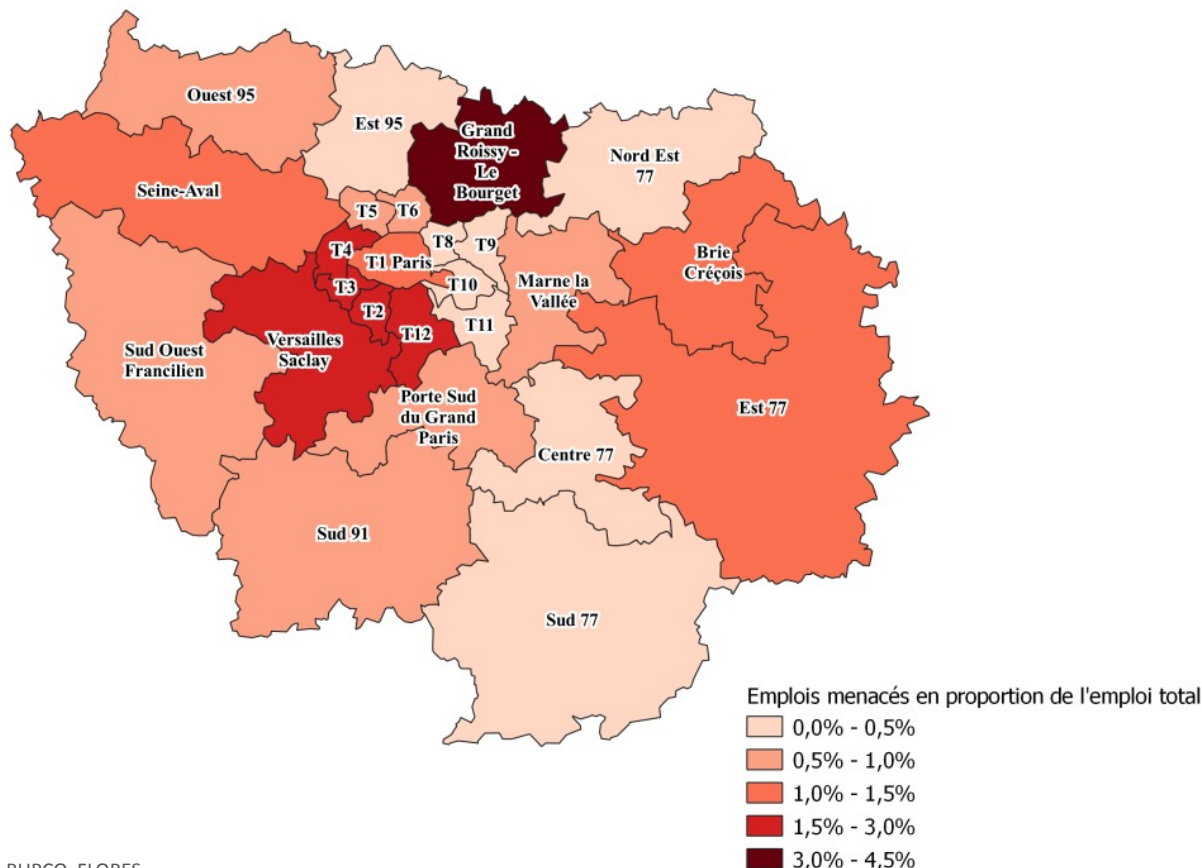 Ouest 95
Est 95
Grand
Roissy -
Le
Bourget
Nord Est
77
Seine-Aval
T5
T6
T4
T1 Paris
T8
T9
T3
T10
T2
T12
T11
Marne la
Vallée
Brie
Créçois
Sud Ouest
Francilien
Versailles
Saclay
Porte Sud
du Grand
Paris
Est 77
Centre 77
Sud 91
Sud 77
Emplois menacés en proportion de l'emploi total
0,0% - 0,5%
0,5% - 1,0%
1,0% - 1,5%
1,5% - 3,0%
3,0% - 4,5%